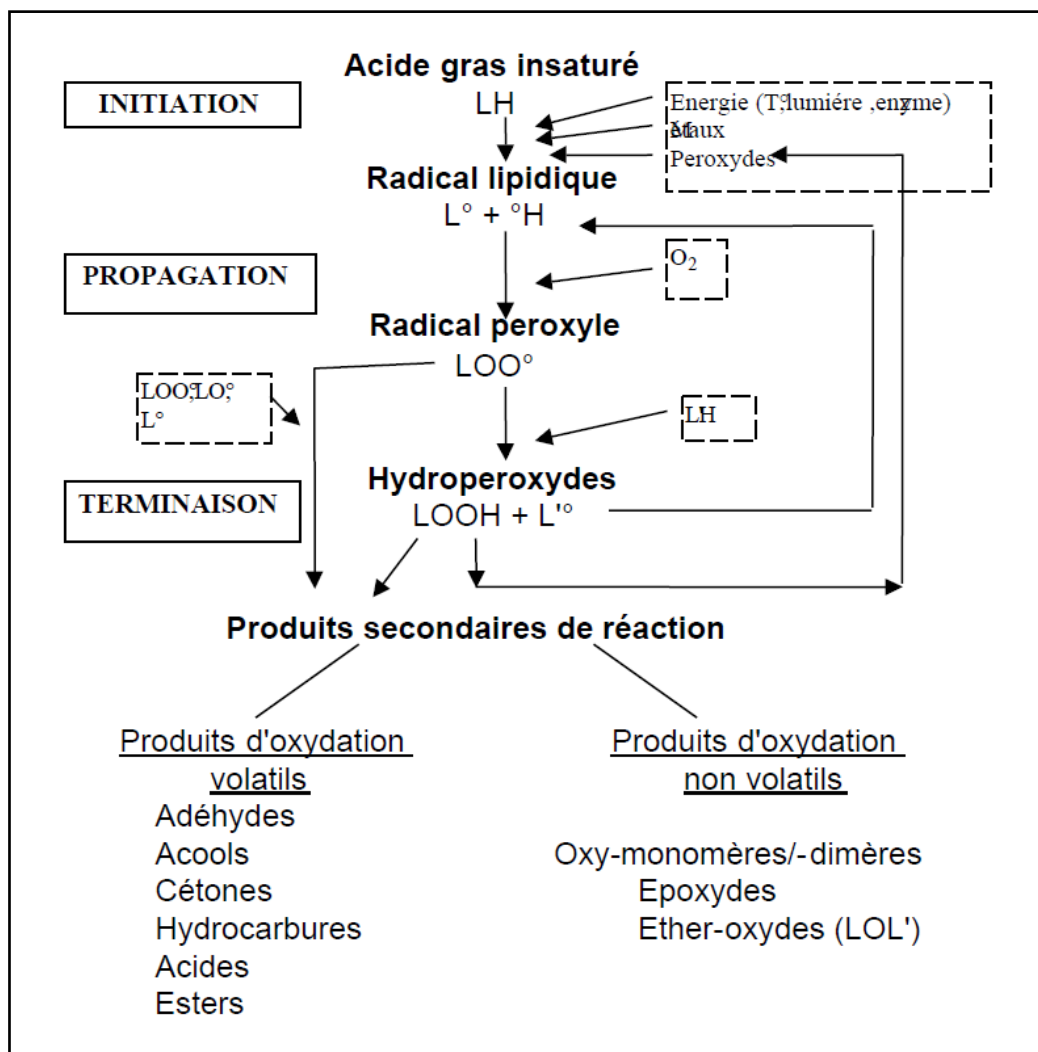 Acide gras insaturé
INITIATION
LH
Energie (T°,lumiére ,enzyme)
Peroxydes
Radical lipidique
L° + °H
PROPAGATION
O2
Radical peroxyle
LOO°
LOO°,LO°,
L°
L'H
Hydroperoxydes
TERMINAISON
LOOH + L'°
Produits secondaires de réaction
Produits d'oxydation
volatils
Adéhydes
Acools
Cétones
Hydrocarbures
Acides
Esters
Produits d'oxydation
non volatils
Oxy-monomères/-dimères
Epoxydes
Ether-oxydes (LOL')